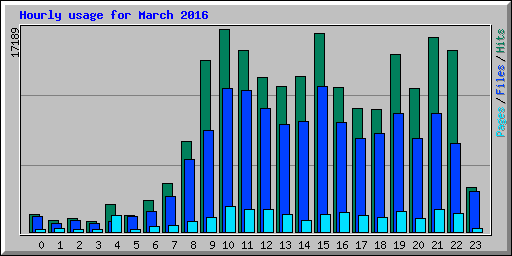 Hourly usage for March 2016
17189
Pages/Files/Hits
0 1 2 3 4 5 6 7 8 9 10 11 12 13 14 15 16 17 18 19 20 21 22 23